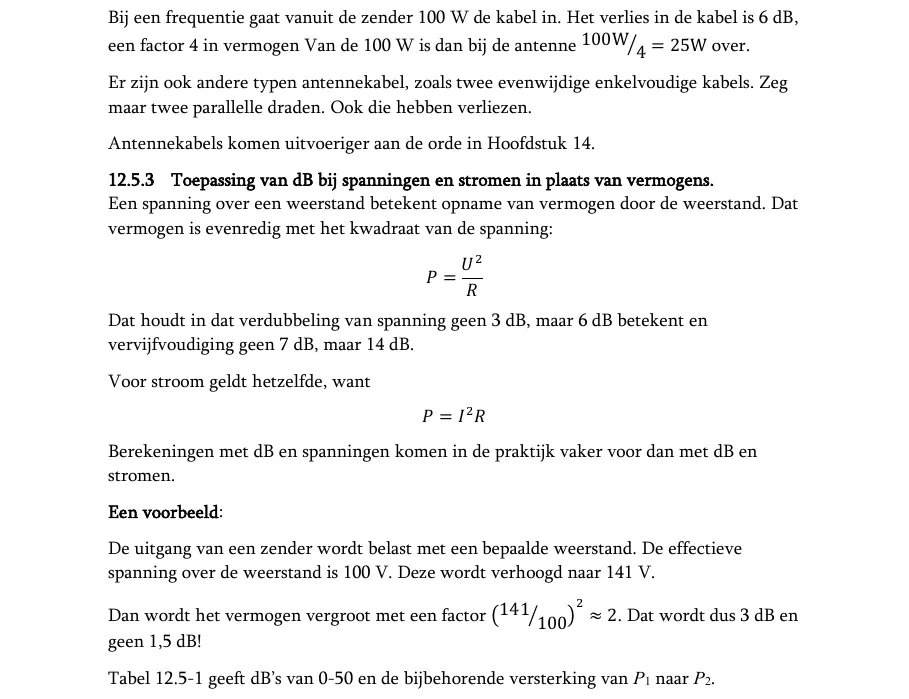 Bij een frequentie gaat vanuit de zender 100 W de kabel in. Het verlies in de kabel is 6 dB,
een factor 4 in vermogen Van de 100 W is dan bij de antenne 100W/4 = 25W over.
Er zijn ook andere typen antennekabel, zoals twee evenwijdige enkelvoudige kabels. Zeg
maar twee parallelle draden. Ook die hebben verliezen.
Antennekabels komen uitvoeriger aan de orde in Hoofdstuk 14.
12.5.3 Toepassing van dB bij spanningen en stromen in plaats van vermogens.
Een spanning over een weerstand betekent opname van vermogen door de weerstand. Dat
vermogen is evenredig met het kwadraat van de spanning:
P = U²/R
Dat houdt in dat verdubbeling van spanning geen 3 dB, maar 6 dB betekent en
vervijfvoudiging geen 7 dB, maar 14 dB.
Voor stroom geldt hetzelfde, want
P = I²R
Berekeningen met dB en spanningen komen in de praktijk vaker voor dan met dB en
stromen.
Een voorbeeld:
De uitgang van een zender wordt belast met een bepaalde weerstand. De effectieve
spanning over de weerstand is 100 V. Deze wordt verhoogd naar 141 V.
Dan wordt het vermogen vergroot met een factor (141/100)² ≈ 2. Dat wordt dus 3 dB en
geen 1,5 dB!
Tabel 12.5-1 geeft dB's van 0-50 en de bijbehorende versterking van P₁ naar P₂.